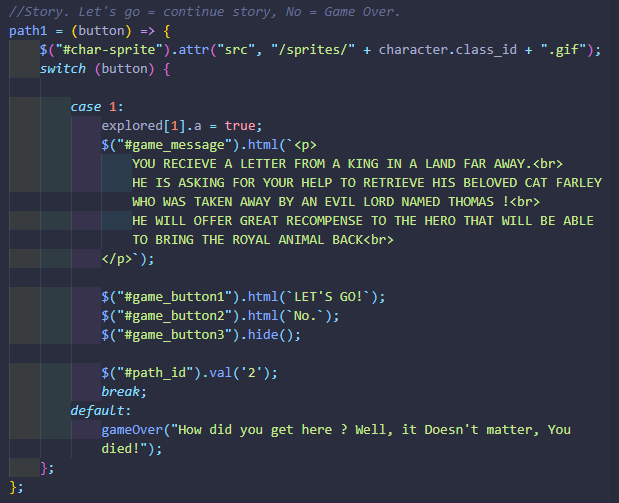 //Story. Let's go = continue story, No = Game Over.
path1 = (button) => {
$("#char-sprite").attr("src", "/sprites/" + character.class_id + ".gif");
switch (button) {
case 1:
explored[1].a = true;
$("#game_message").html(`<p>
YOU RECIEVE A LETTER FROM A KING IN A LAND FAR AWAY.<br>
HE IS ASKING FOR YOUR HELP TO RETRIEVE HIS BELOVED CAT FARLEY
WHO WAS TAKEN AWAY BY AN EVIL LORD NAMED THOMAS !<br>
HE WILL OFFER GREAT RECOMPENSE TO THE HERO THAT WILL BE ABLE
TO BRING THE ROYAL ANIMAL BACK<br>
</p>`);
$("#game_button1").html(`LET'S GO!`);
$("#game_button2").html(`No.`);
$("#game_button3").hide();
$("#path_id").val('2');
break;
default:
gameOver("How did you get here ? Well, it Doesn't matter, You
died!");
};
};